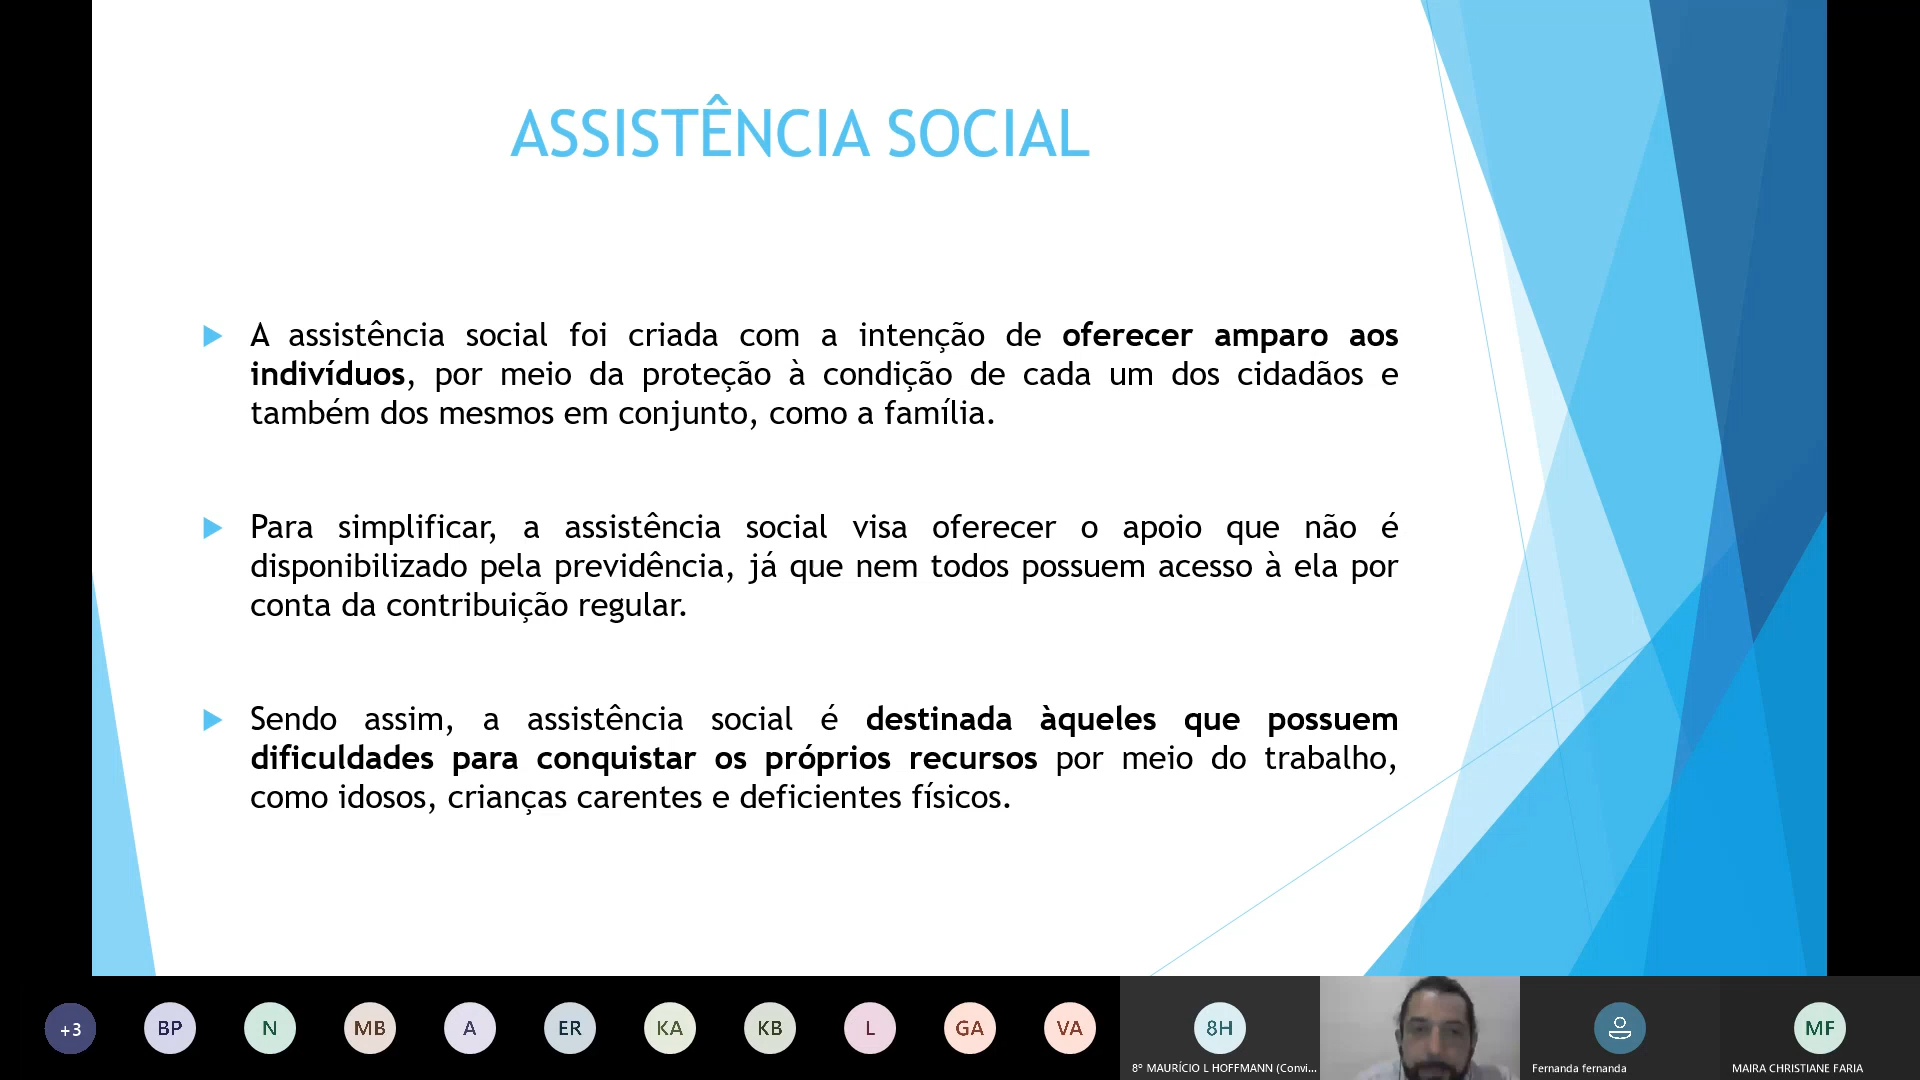 ASSISTÊNCIA SOCIAL
A assistência social foi criada com a intenção de oferecer amparo aos
indivíduos, por meio da proteção à condição de cada um dos cidadãos e
também dos mesmos em conjunto, como a família.
Para simplificar, a assistência social visa oferecer o apoio que não é
disponibilizado pela previdência, já que nem todos possuem acesso à ela por
conta da contribuição regular.
Sendo assim, a assistência social é destinada àqueles que possuem
dificuldades para conquistar os próprios recursos por meio do trabalho,
como idosos, crianças carentes e deficientes físicos.
+3
BP
N
MB
A
ER
KA
KB
L
GA
VA
8H
MF
8º MAURÍCIO L HOFFMANN (Convi...
Fernanda fernanda
MAIRA CHRISTIANE FARIA